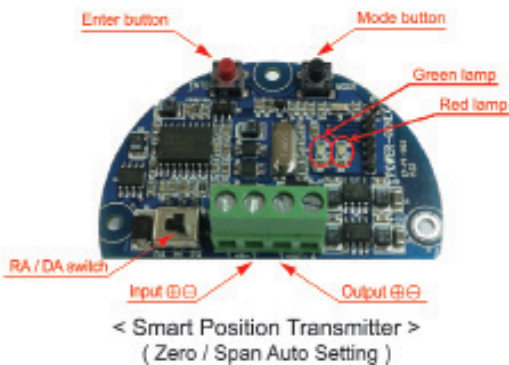 Enter button
Mode button
Green lamp
Red lamp
RA / DA switch
Input ⊕⊖
Output ⊕⊖
< Smart Position Transmitter >
( Zero / Span Auto Setting )